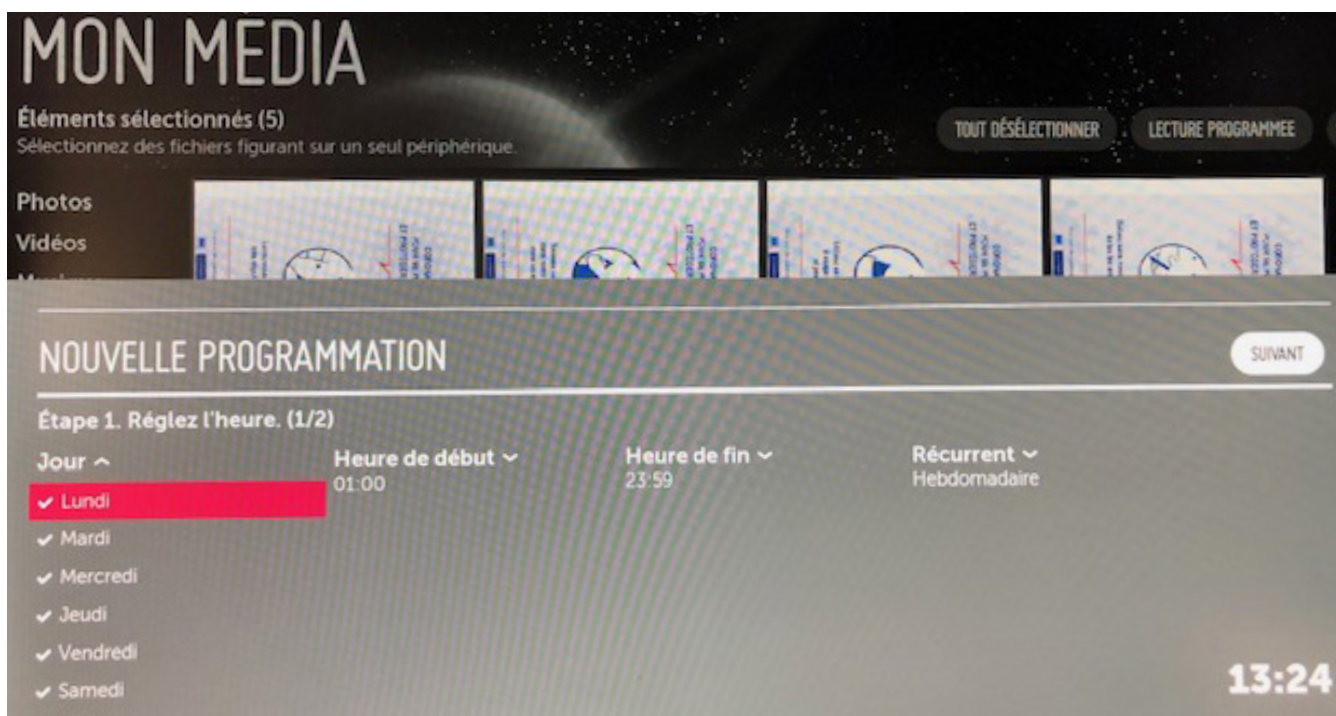 MON MEDIA
Éléments sélectionnés (5)
Sélectionnez des fichiers figurant sur un seul périphérique.
TOUT DÉSÉLECTIONNER
LECTURE PROGRAMMEE
Photos
Vidéos
NOUVELLE PROGRAMMATION
SUIVANT
Étape 1. Réglez l'heure. (1/2)
Jour
Heure de début
Heure de fin
Récurrent
01:00
23:59
Hebdomadaire
Lundi
Mardi
Mercredi
Jeudi
Vendredi
Samedi
13:24